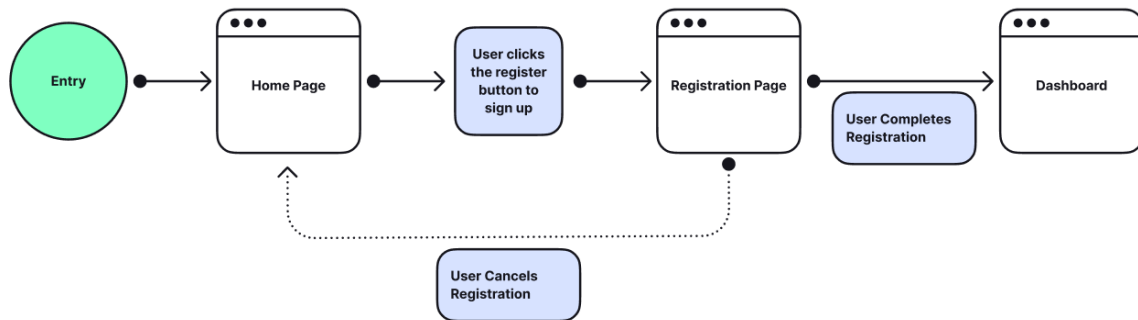 Entry
Home Page
User clicks
the register
button to
sign up
Registration Page
User Completes
Registration
Dashboard
User Cancels
Registration